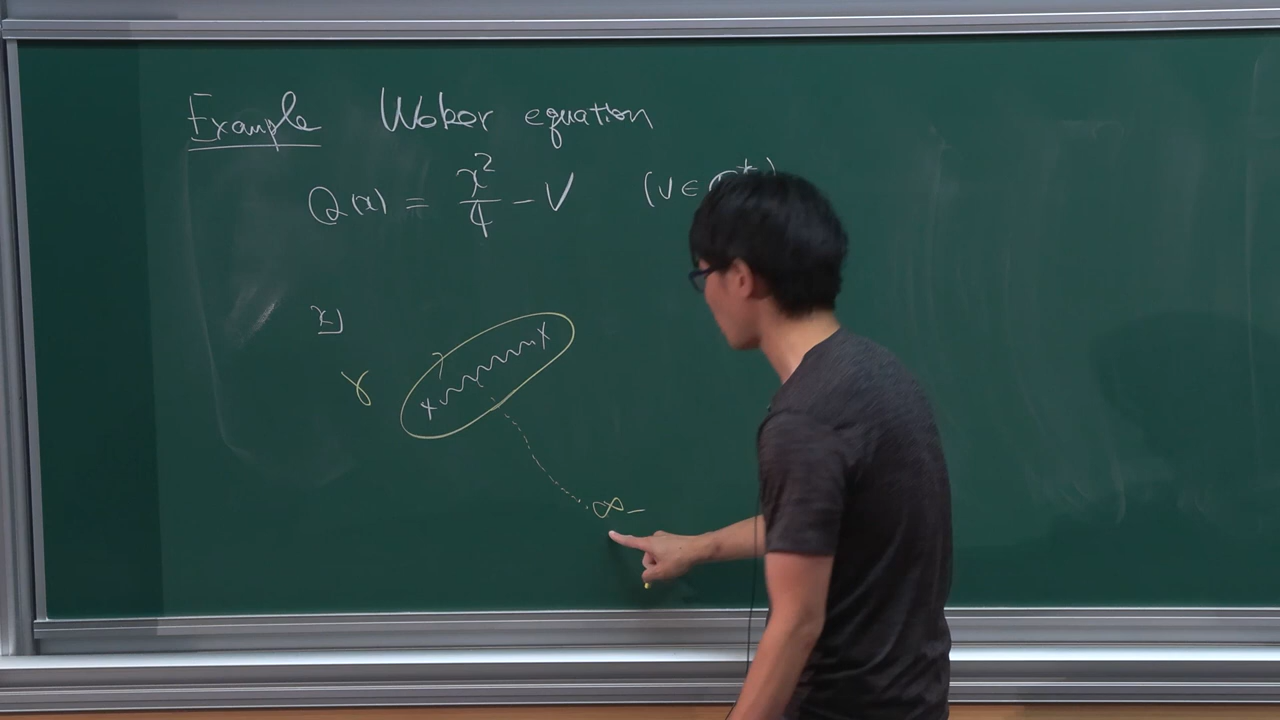 Example Weber equation
Q(x) = x²/4 - ν (ν ∈ *)
x
γ
∞_